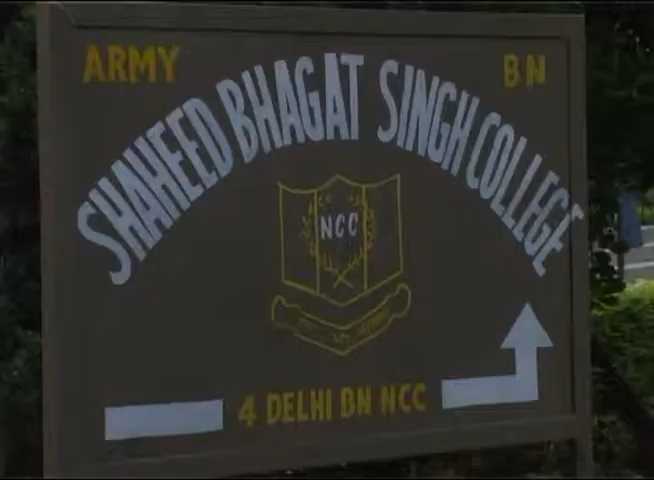 ARMY BN
SHAHEED BHAGAT SINGH COLLEGE
NCC
4 DELHI BN NCC